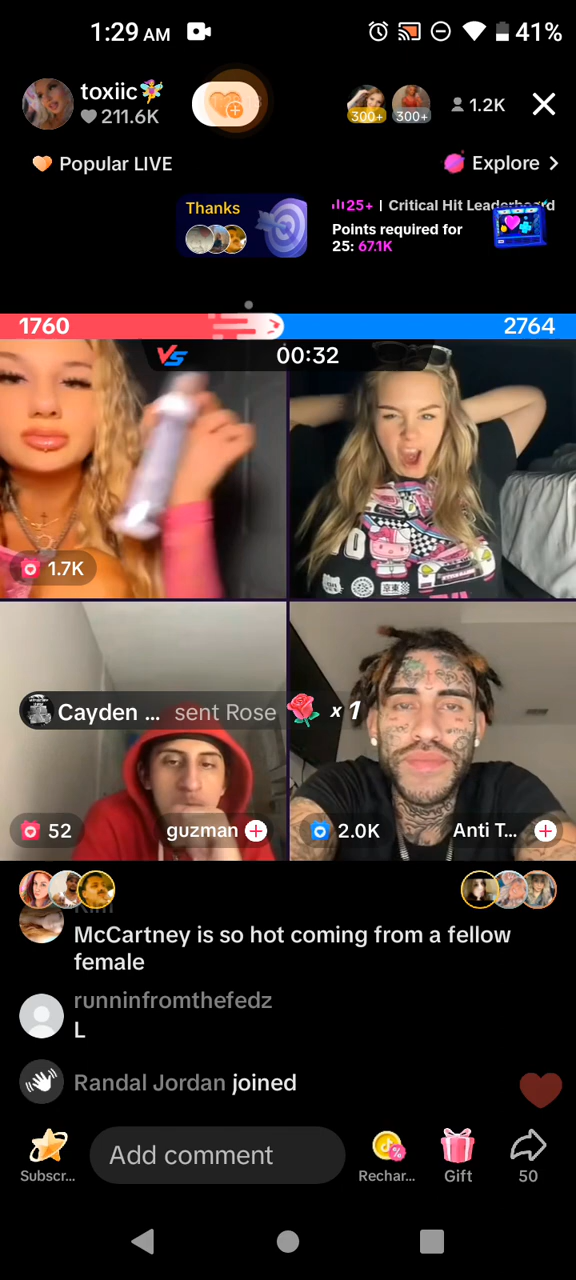 1:29 AM
41%
toxiic🧚‍♀️
211.6K
300+
300+
1.2K
Popular LIVE
Explore >
Thanks
25+ | Critical Hit Leaderboard
Points required for
25: 67.1K
1760
2764
VS
00:32
1.7K
Cayden ... sent Rose
x 1
52
guzman
2.0K
Anti T...
McCartney is so hot coming from a fellow
female
runninfromthefedz
L
Randal Jordan joined
Subscr...
Add comment
Rechar...
Gift
50